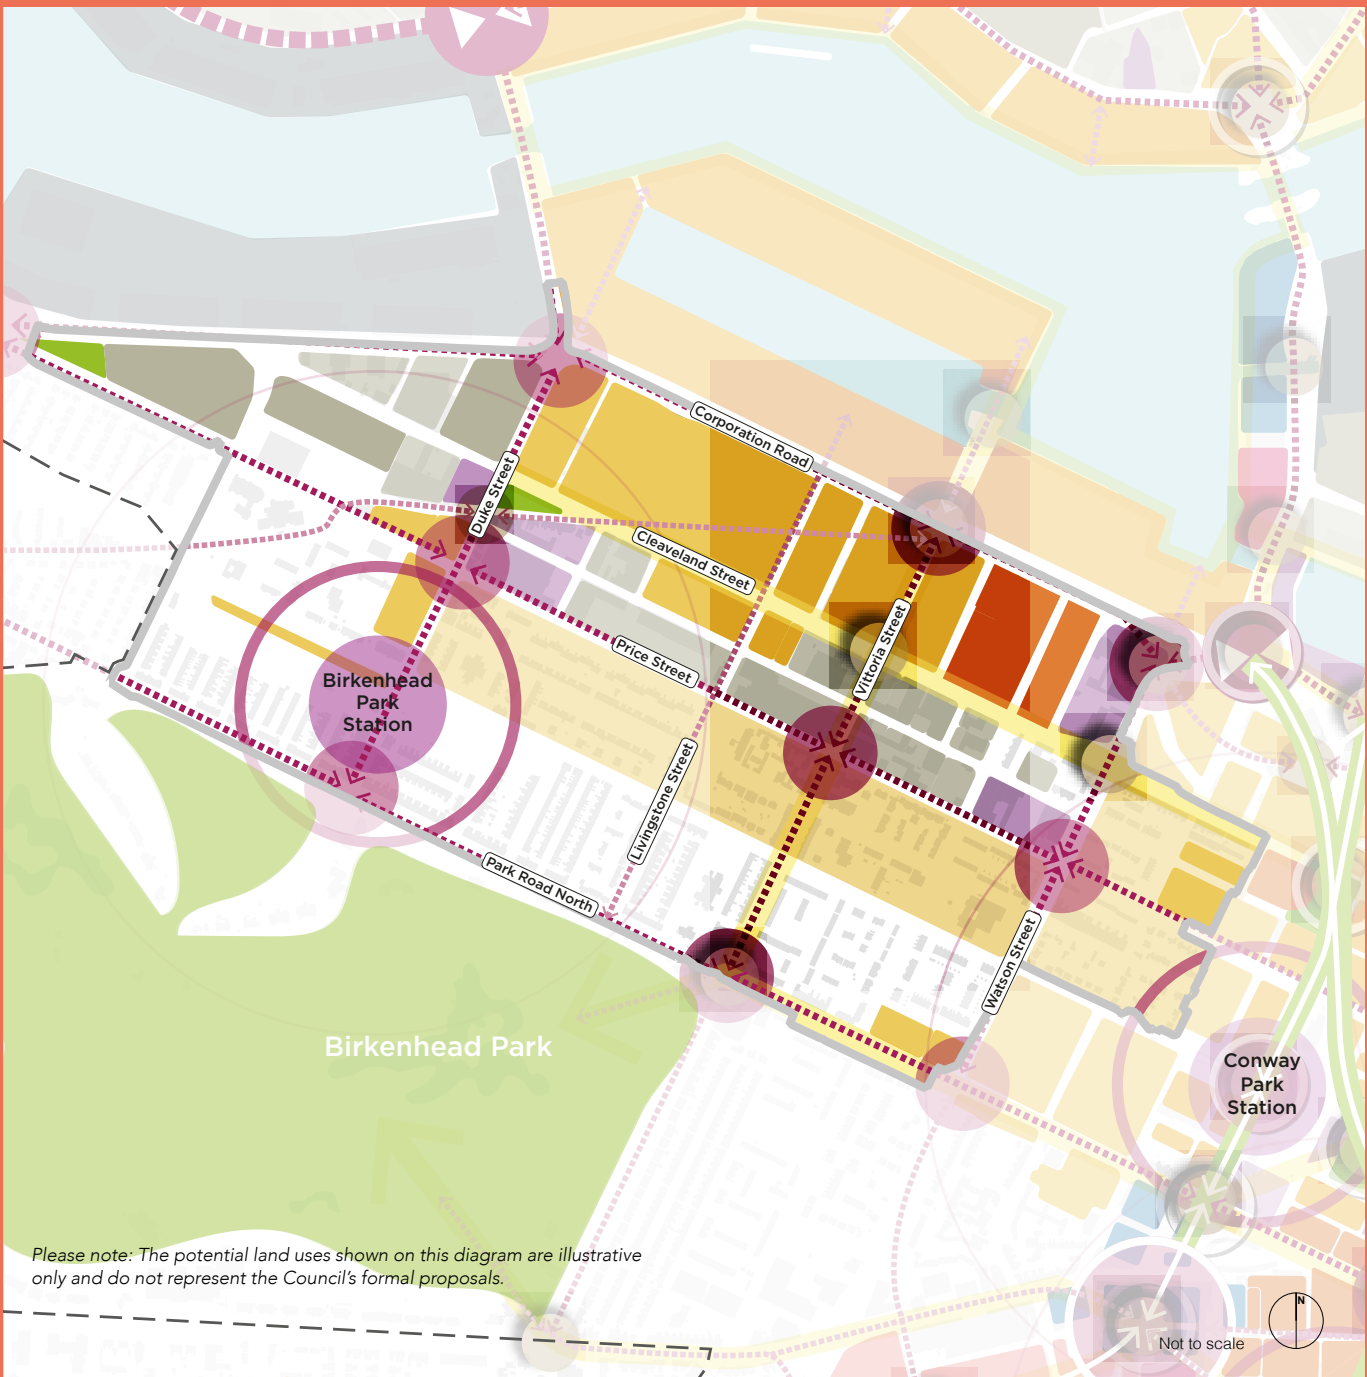 Corporation Road
Duke Street
Cleaveland Street
Vittoria Street
Price Street
Birkenhead
Park
Station
Livingstone Street
Park Road North
Watson Street
Birkenhead Park
Conway
Park
Station
Please note: The potential land uses shown on this diagram are illustrative
only and do not represent the Council’s formal proposals.
N
Not to scale